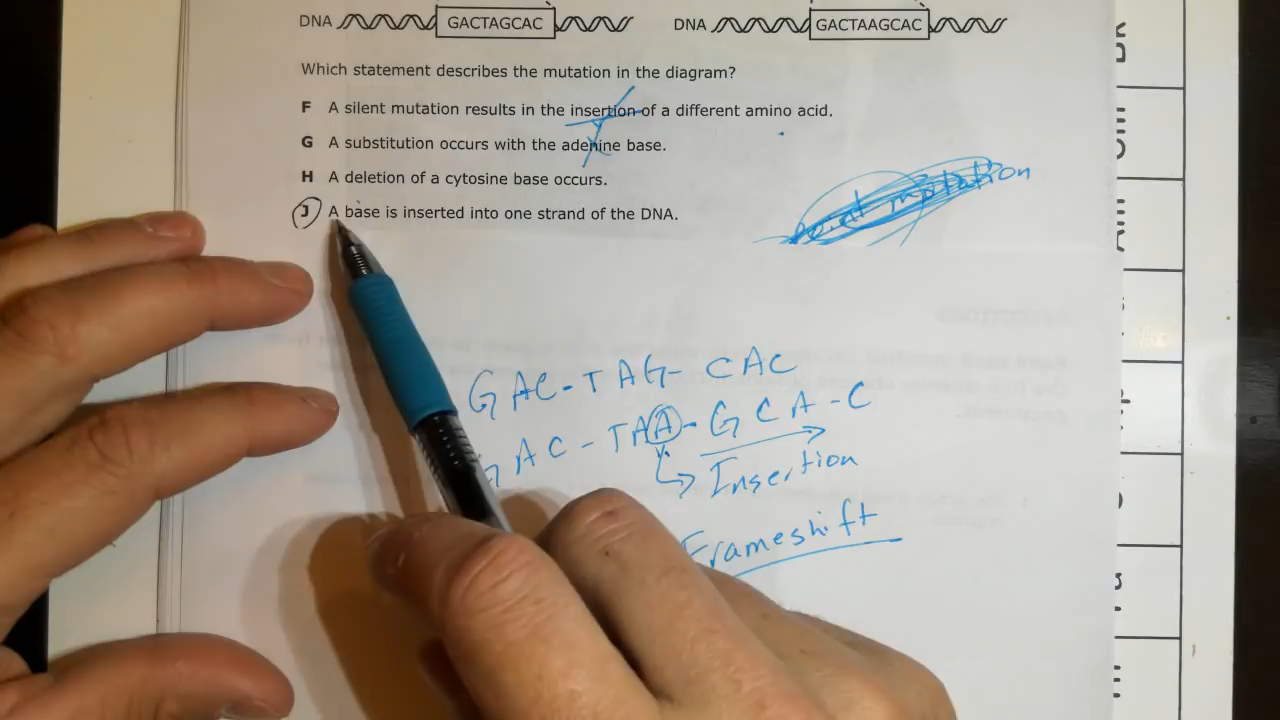 DNA GACTAGCAC DNA GACTAAGCAC
Which statement describes the mutation in the diagram?
F A silent mutation results in the insertion of a different amino acid.
G A substitution occurs with the adenine base.
H A deletion of a cytosine base occurs.
J A base is inserted into one strand of the DNA.
mutation
GAC-TAG-CAC
GAC-TAA-GCA-C
Insertion
Frameshift